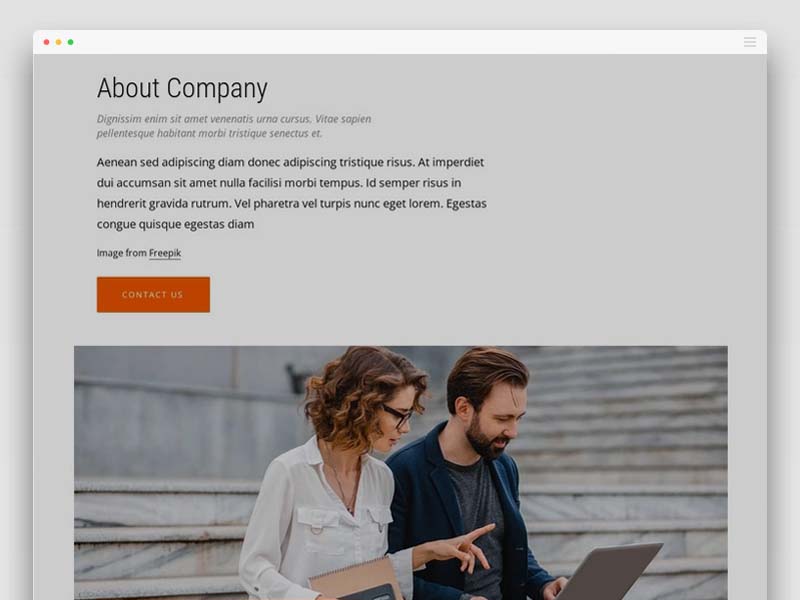 About Company
Dignissim enim sit amet venenatis urna cursus. Vitae sapien
pellentesque habitant morbi tristique senectus et.
Aenean sed adipiscing diam donec adipiscing tristique risus. At imperdiet
dui accumsan sit amet nulla facilisi morbi tempus. Id semper risus in
hendrerit gravida rutrum. Vel pharetra vel turpis nunc eget lorem. Egestas
congue quisque egestas diam
Image from Freepik
CONTACT US